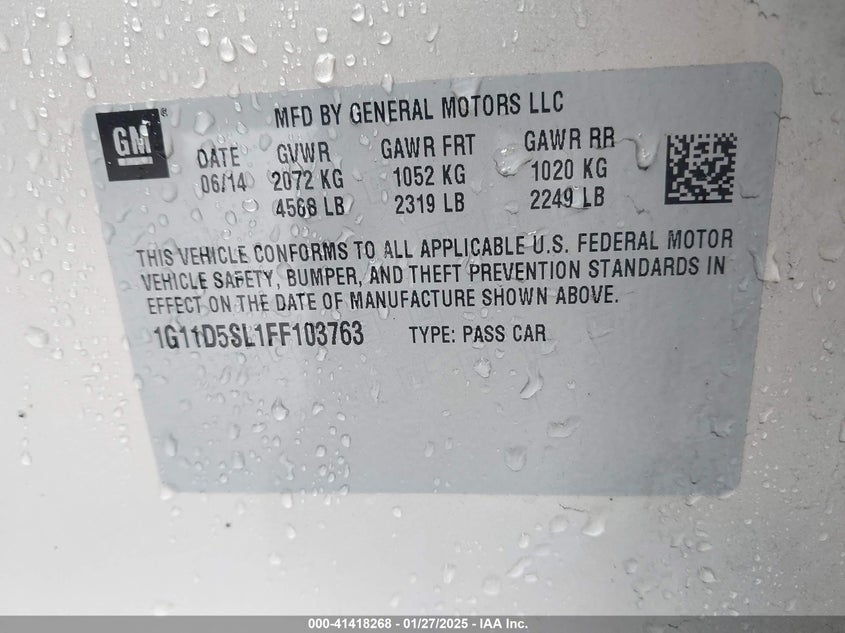 MFD BY GENERAL MOTORS LLC
GM®
DATE GVWR GAWR FRT GAWR RR
06/14 2072 KG 1052 KG 1020 KG
4568 LB 2319 LB 2249 LB
THIS VEHICLE CONFORMS TO ALL APPLICABLE U.S. FEDERAL MOTOR
VEHICLE SAFETY, BUMPER, AND THEFT PREVENTION STANDARDS IN
EFFECT ON THE DATE OF MANUFACTURE SHOWN ABOVE.
1G11D5SL1FF103763 TYPE: PASS CAR
000-41418268 - 01/27/2025 - IAA Inc.